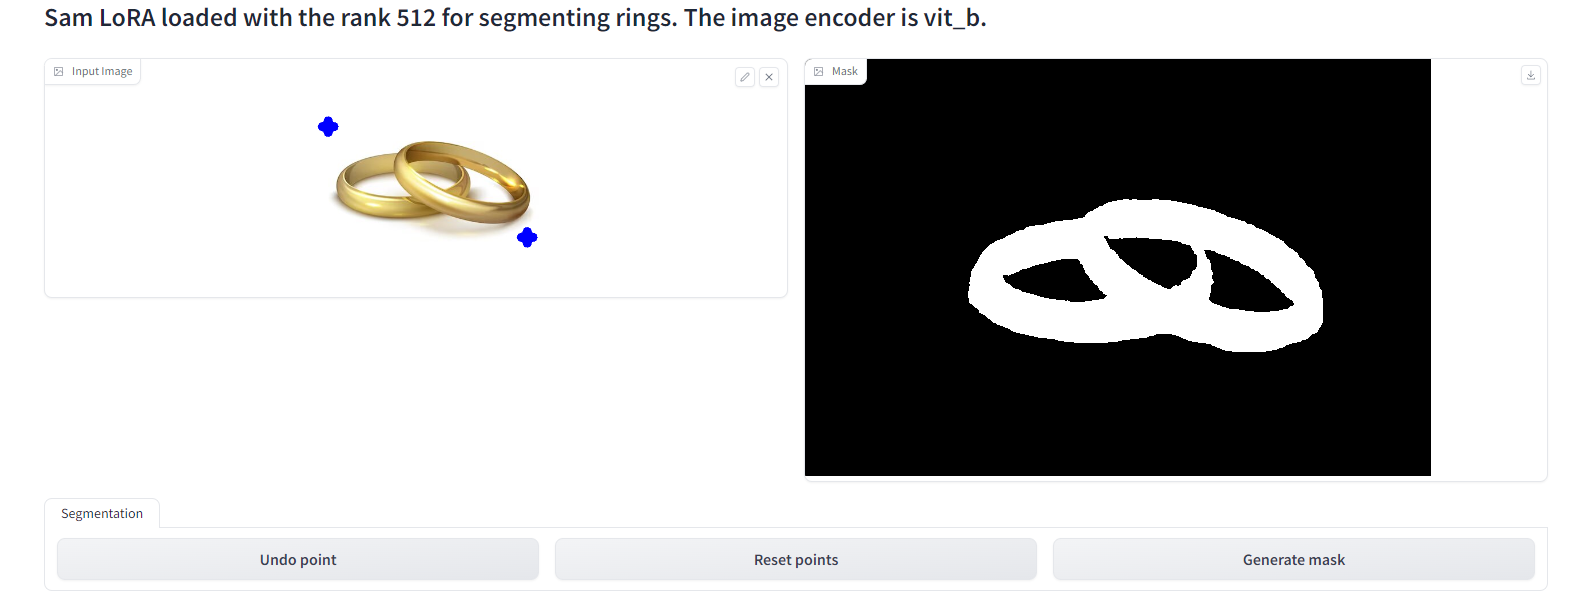 Sam LoRA loaded with the rank 512 for segmenting rings. The image encoder is vit_b.
Input Image
Mask
Segmentation
Undo point
Reset points
Generate mask